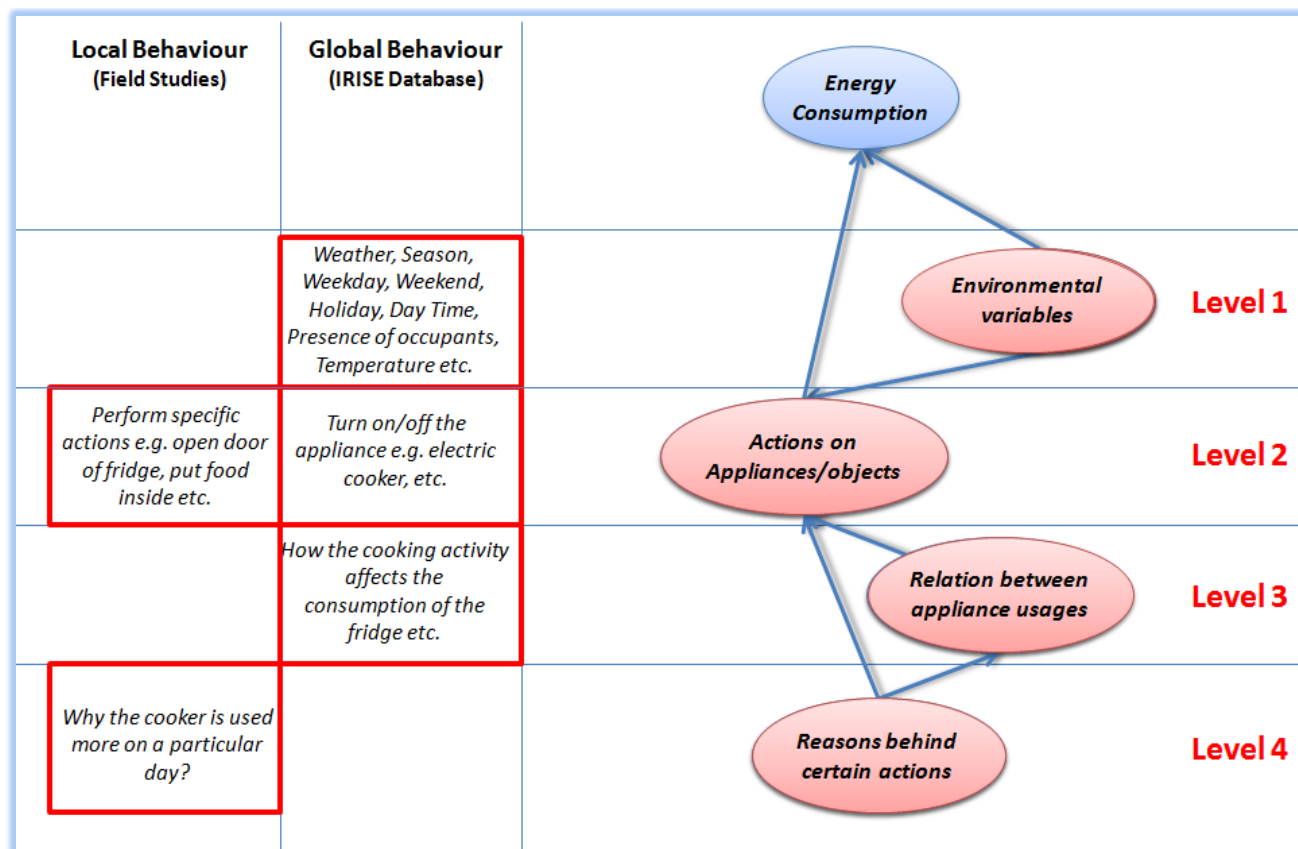 Local Behaviour
(Field Studies)
Global Behaviour
(IRISE Database)
Energy
Consumption
Weather, Season,
Weekday, Weekend,
Holiday, Day Time,
Presence of occupants,
Temperature etc.
Environmental
variables
Level 1
Perform specific
actions e.g. open door
of fridge, put food
inside etc.
Turn on/off the
appliance e.g. electric
cooker, etc.
Actions on
Appliances/objects
Level 2
How the cooking activity
affects the
consumption of the
fridge etc.
Relation between
appliance usages
Level 3
Why the cooker is used
more on a particular
day?
Reasons behind
certain actions
Level 4